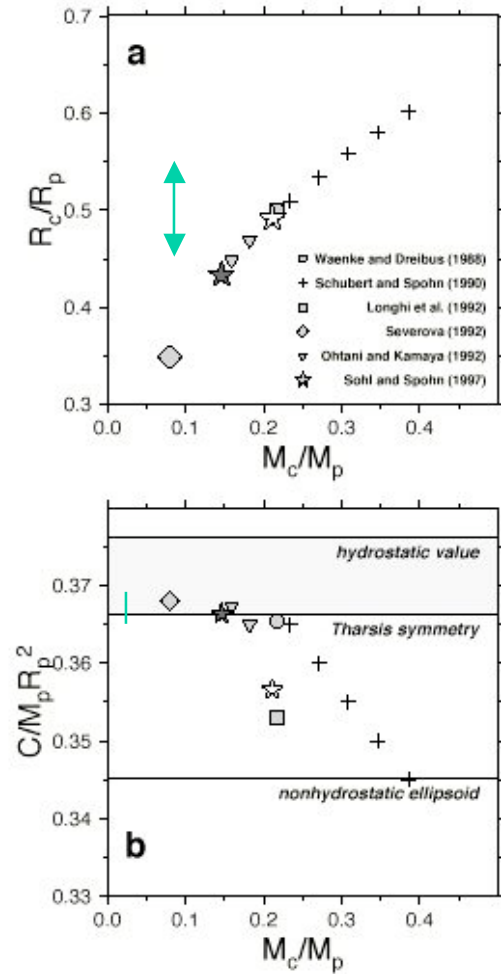 0.7
a
0.6
0.5
0.4
0.3
R_c/R_p
Waenke and Dreibus (1988)
Schubert and Spohn (1990)
Longhi et al. (1992)
Severova (1992)
Ohtani and Kamaya (1992)
Sohl and Spohn (1997)
0.0 0.1 0.2 0.3 0.4
M_c/M_p
hydrostatic value
0.37
Tharsis symmetry
0.36
0.35
nonhydrostatic ellipsoid
0.34
b
0.33
C/M_pR_p^2
0.0 0.1 0.2 0.3 0.4
M_c/M_p